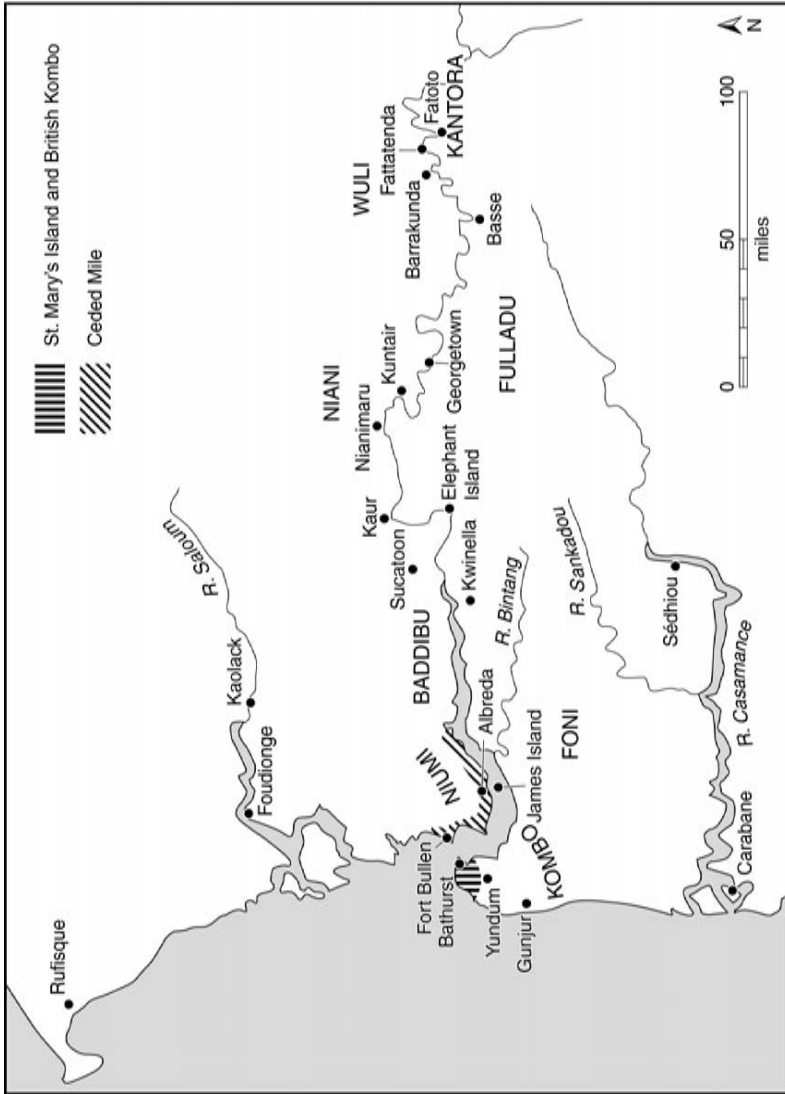 St. Mary's Island and British Kombo
Ceded Mile
Rufisque
Foudionge
Kaolack
R. Saloum
NIUMI
BADDIBU
Sucatoon
Kaur
Nianimaru
NIANI
Kuntair
WULI
Barrakunda
Fattatenda
Fatoto
KANTORA
Basse
Georgetown
FULLADU
Elephant
Island
Kwinella
R. Bintang
Albreda
James Island
FONI
Fort Bullen
Bathurst
Yundum
KOMBO
Gunjur
R. Sankadou
Sédhiou
R. Casamance
Carabane
0
50
100
miles
N